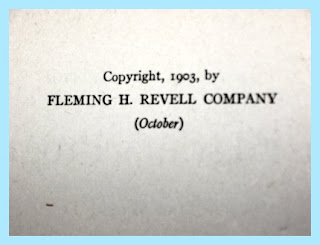 Copyright, 1903, by
FLEMING H. REVELL COMPANY
(October)